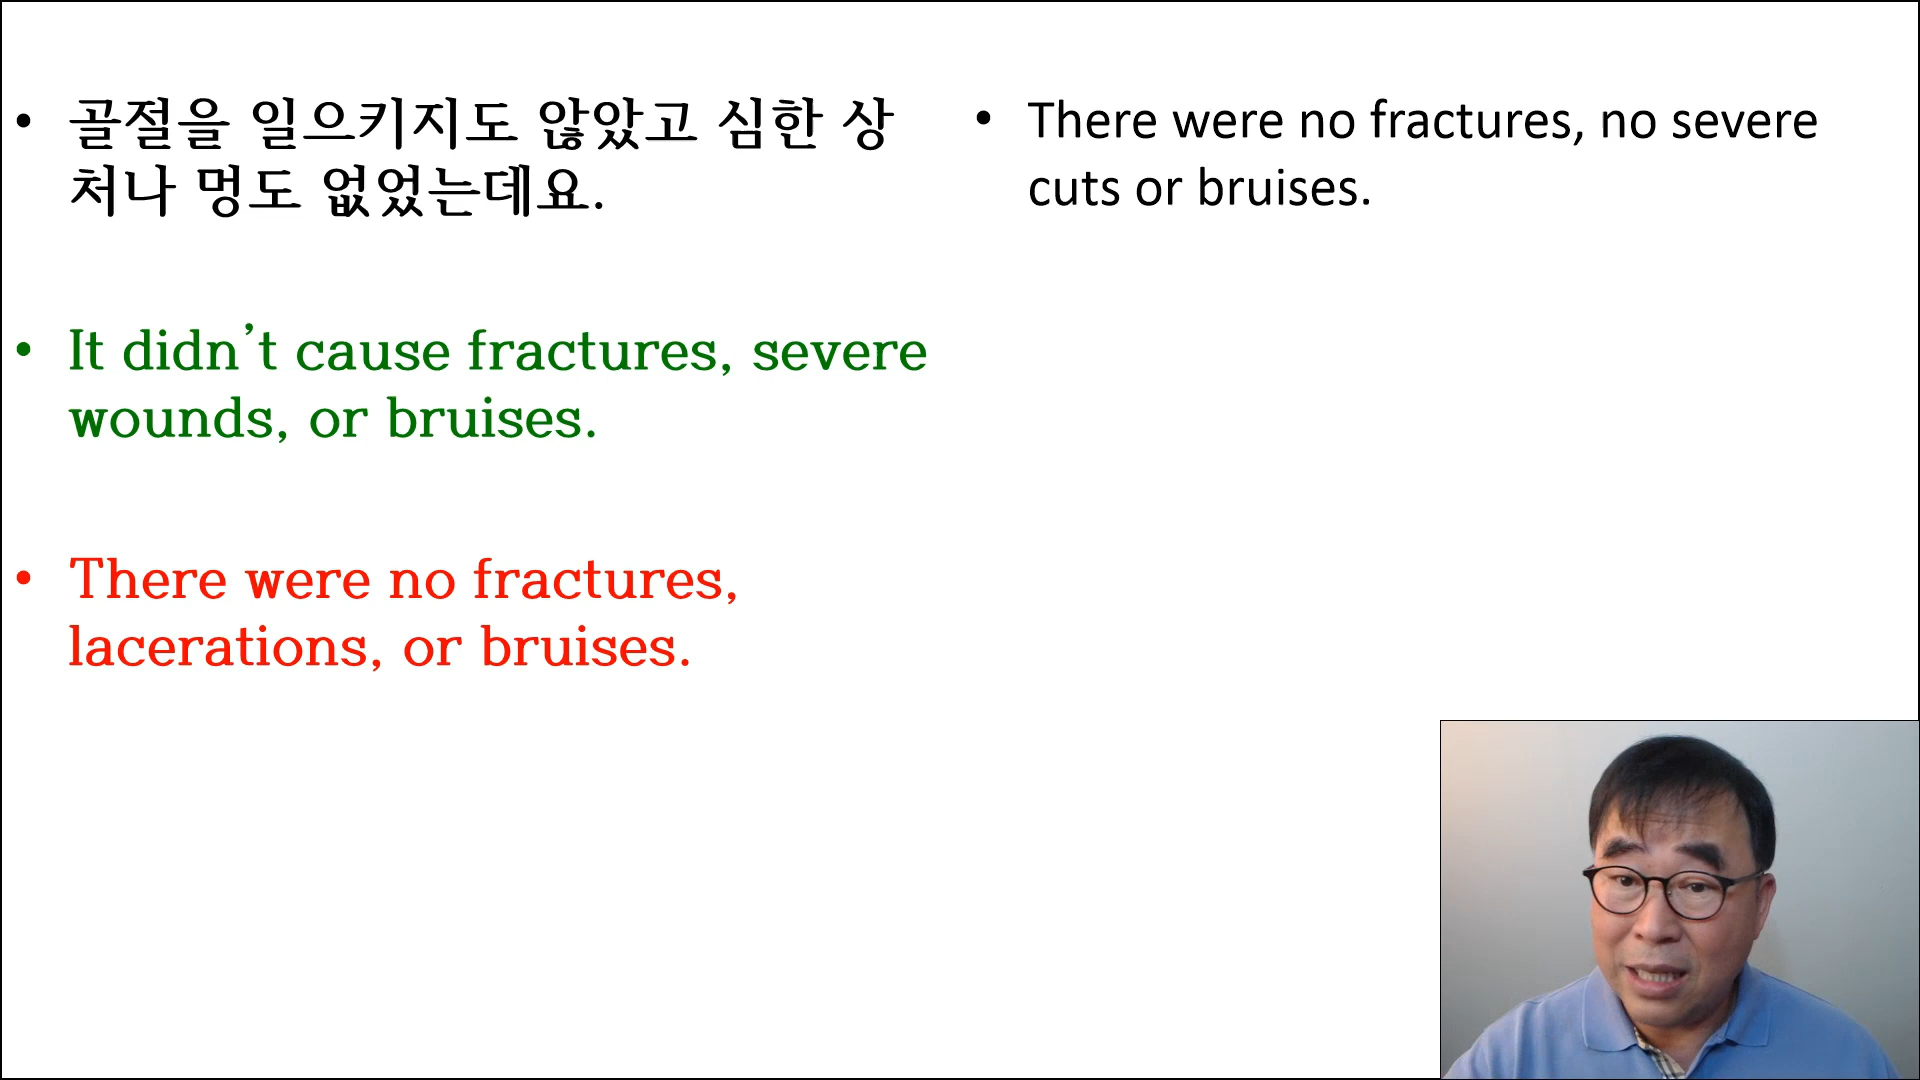 • 골절을 일으키지도 않았고 심한 상
처나 멍도 없었는데요.
• It didn’t cause fractures, severe
wounds, or bruises.
• There were no fractures,
lacerations, or bruises.
• There were no fractures, no severe
cuts or bruises.